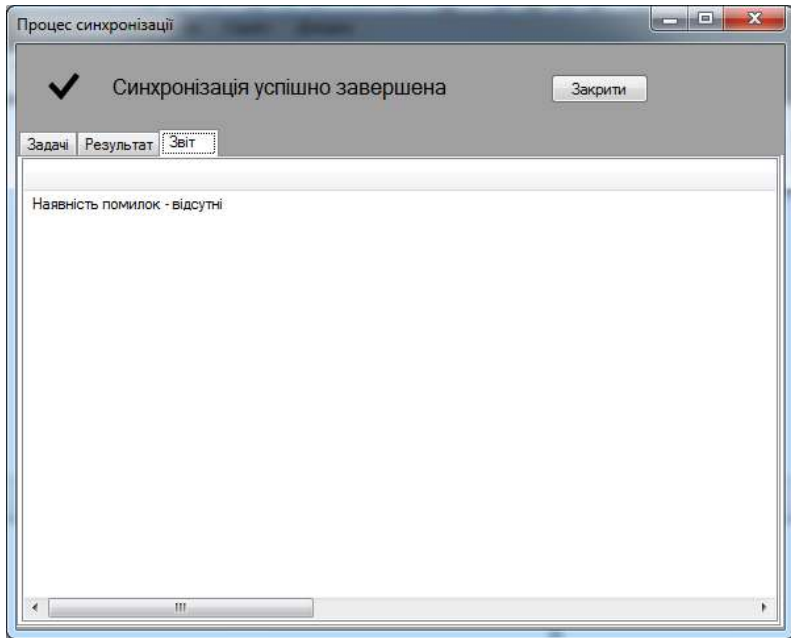 Процес синхронізації
Синхронізація успішно завершена
Закрити
Задачі Результат Звіт
Наявність помилок - відсутні